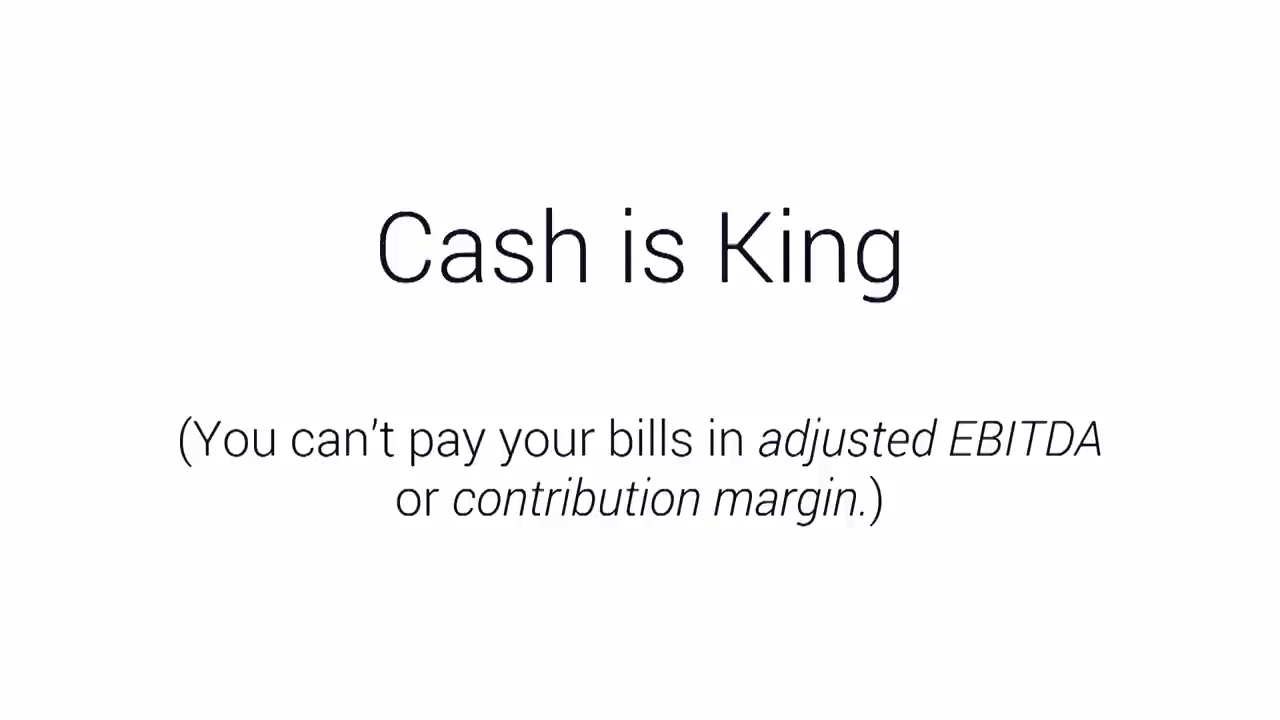 Cash is King
(You can't pay your bills in adjusted EBITDA
or contribution margin.)